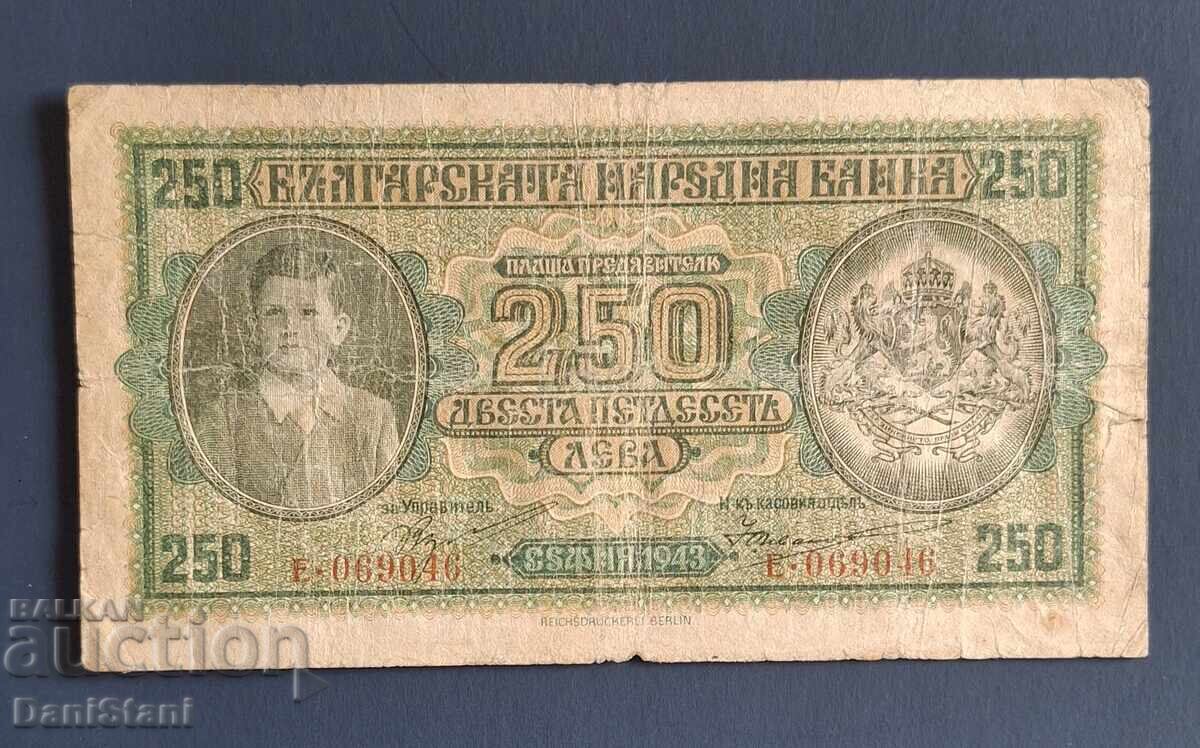 250 БЪЛГАРСКАТА НАРОДНА БАНКА 250
ПЛАЩА ПРЕДЯВИТЕЛЮ
250
ДВЕСТА ПЕТДЕСЕТЬ
ЛЕВА
за Управитель
Н-къ касовия отдѣлъ
250 Е·069046 СОФИЯ 1943 Е·069046 250
REICHSDRUCKEREI BERLIN
BALKAN
auction
DaniStani